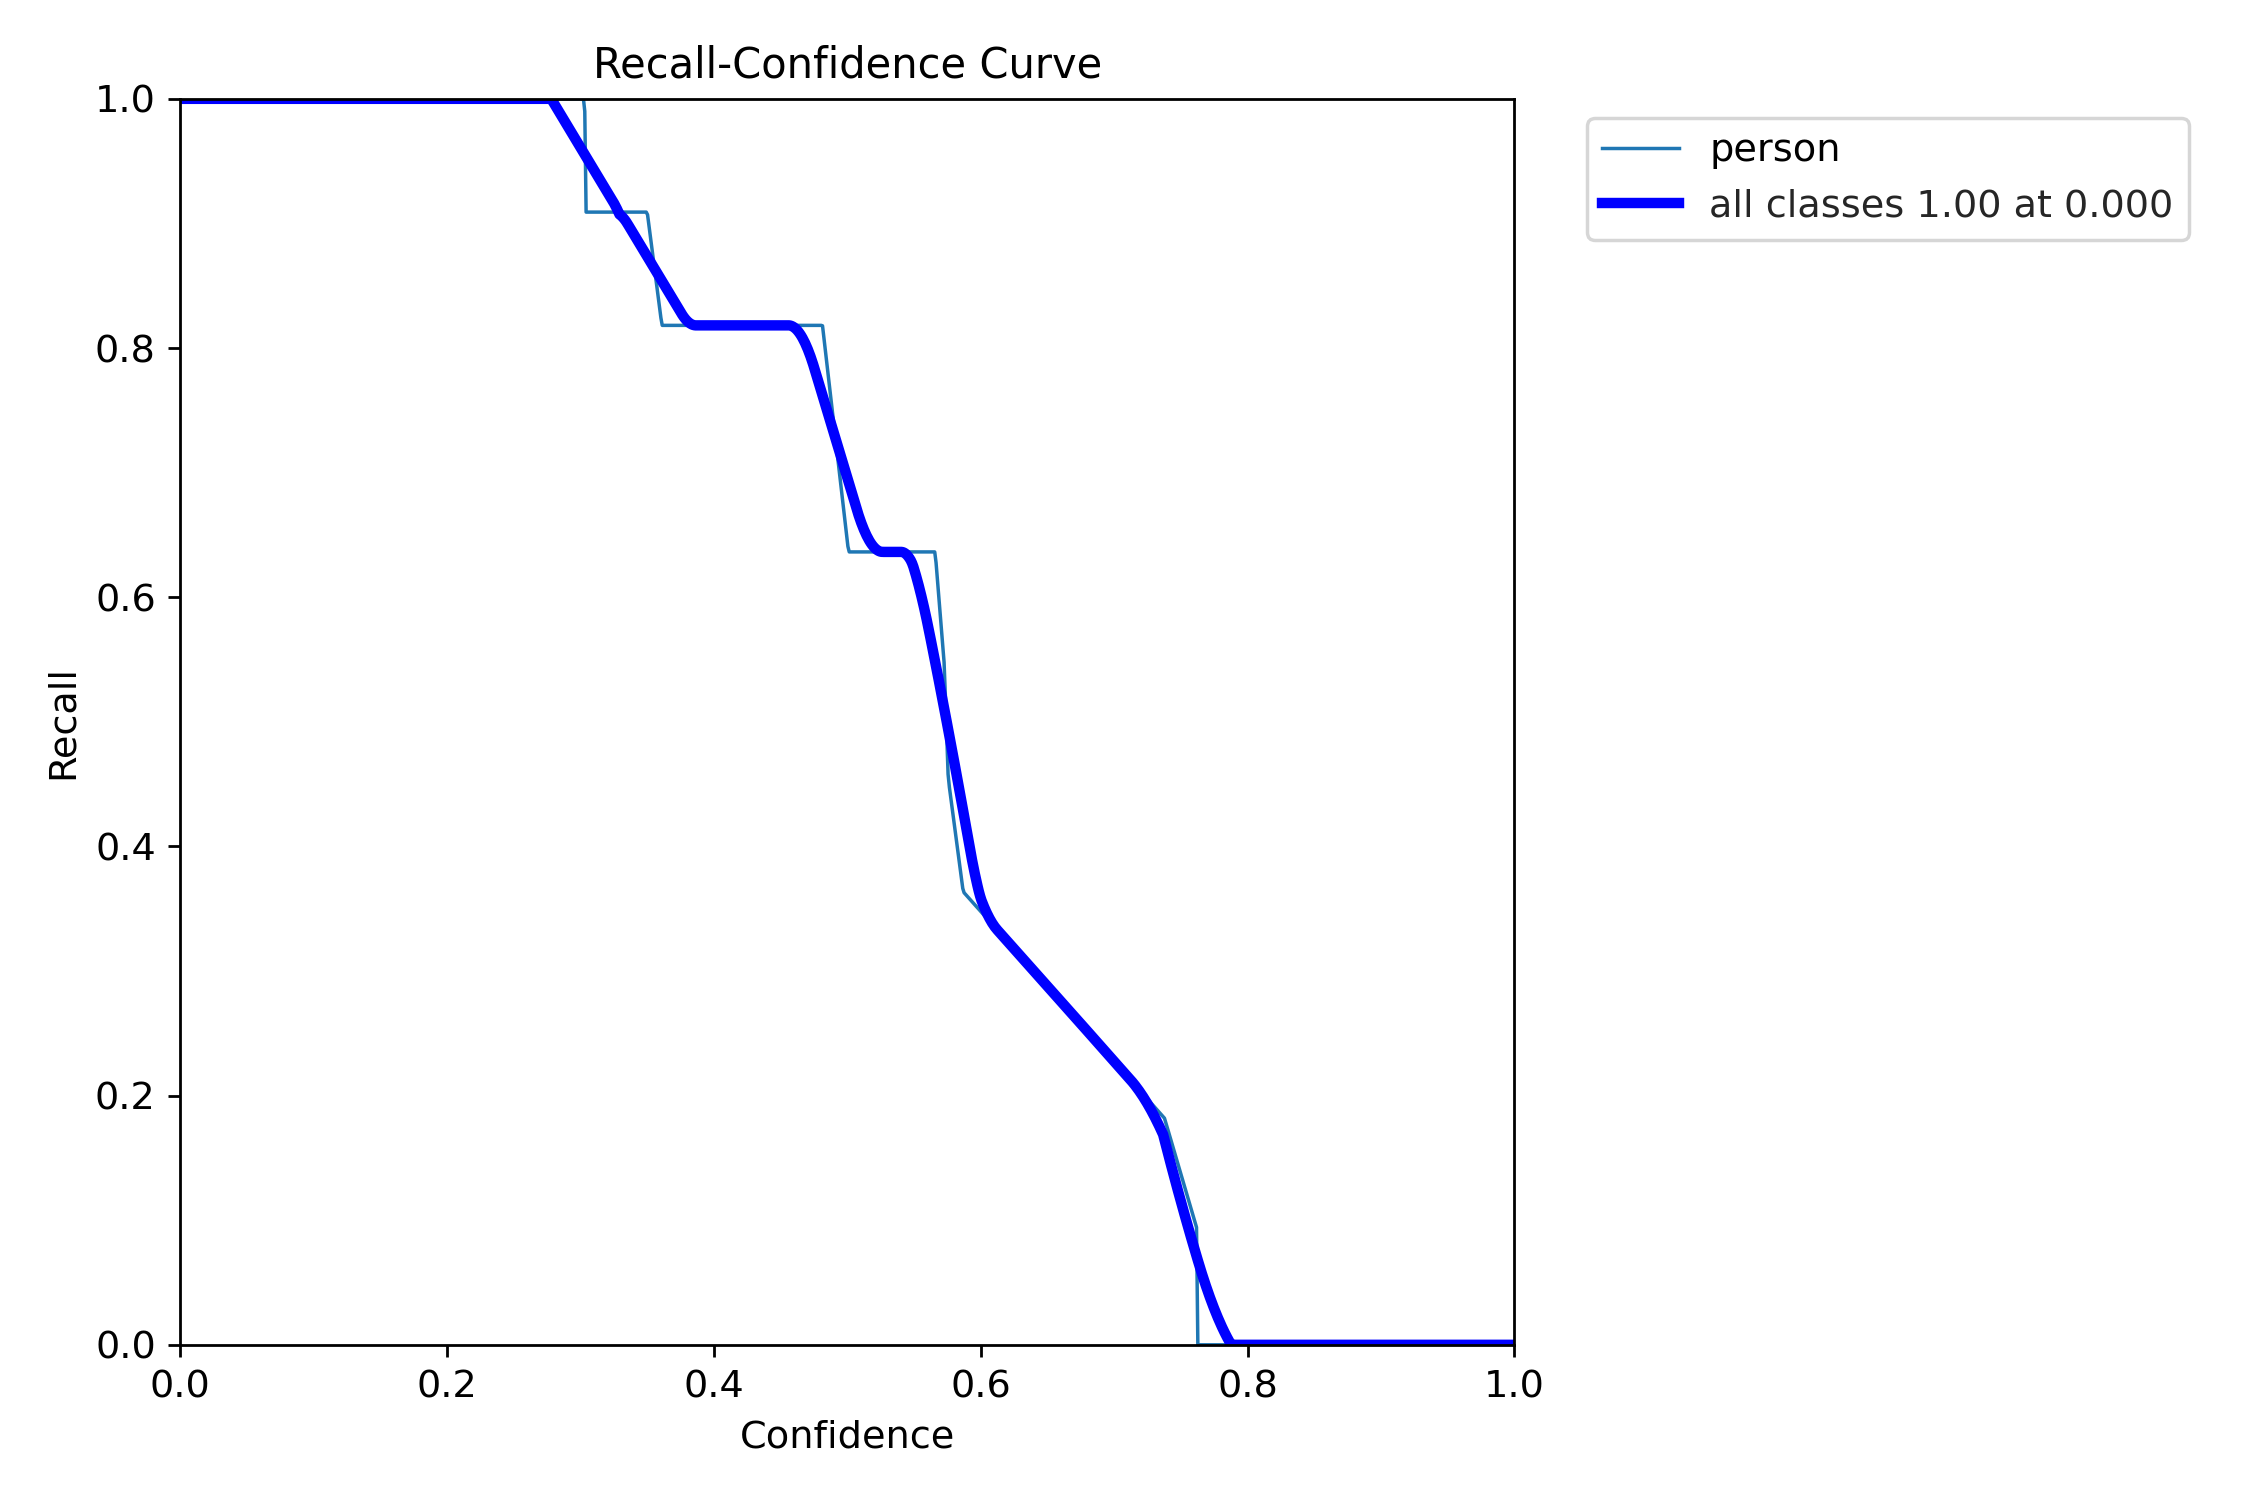 Recall-Confidence Curve
1.0
0.8
0.6
0.4
0.2
0.0
Recall
0.0 0.2 0.4 0.6 0.8 1.0
Confidence
person
all classes 1.00 at 0.000